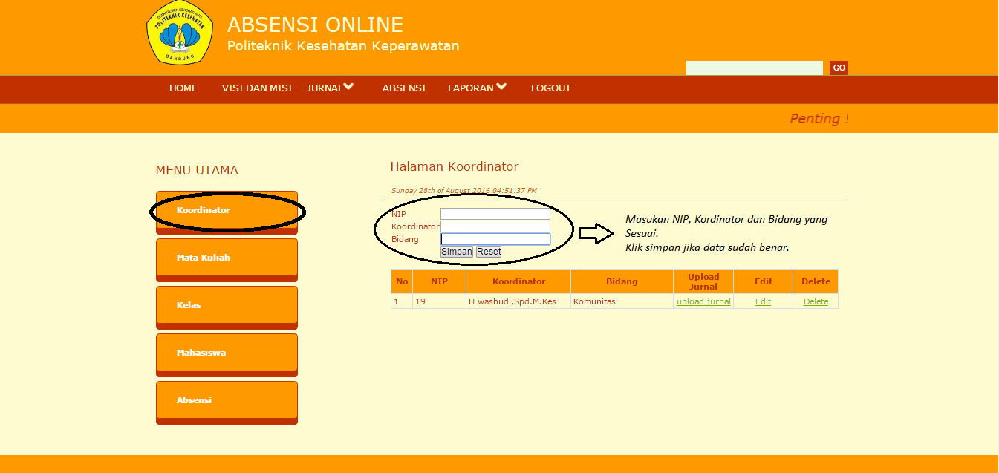 DEPARTEMEN KESEHATAN R.I.
POLITEKNIK KESEHATAN
BANDUNG
ABSENSI ONLINE
Politeknik Kesehatan Keperawatan
GO
HOME VISI DAN MISI JURNAL ABSENSI LAPORAN LOGOUT
Penting !
MENU UTAMA
Koordinator
Mata Kuliah
Kelas
Mahasiswa
Absensi
Halaman Koordinator
Sunday 28th of August 2016 04:51:37 PM
NIP
Koordinator
Bidang
Simpan Reset
Masukan NIP, Kordinator dan Bidang yang
Sesuai.
Klik simpan jika data sudah benar.
No NIP Koordinator Bidang Upload Jurnal Edit Delete
1 19 H washudi,Spd.M.Kes Komunitas upload jurnal Edit Delete